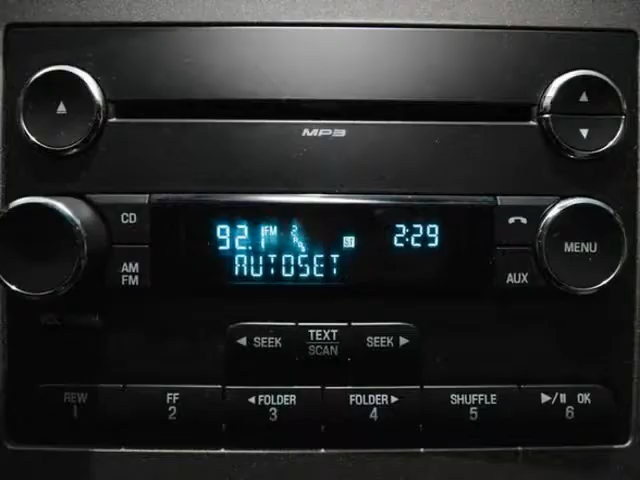 MP3
CD
92.1 FM
ST
2:29
AUTOSET
MENU
AM
FM
AUX
SEEK
TEXT
SCAN
SEEK
REW
1
FF
2
FOLDER
3
FOLDER
4
SHUFFLE
5
OK
6